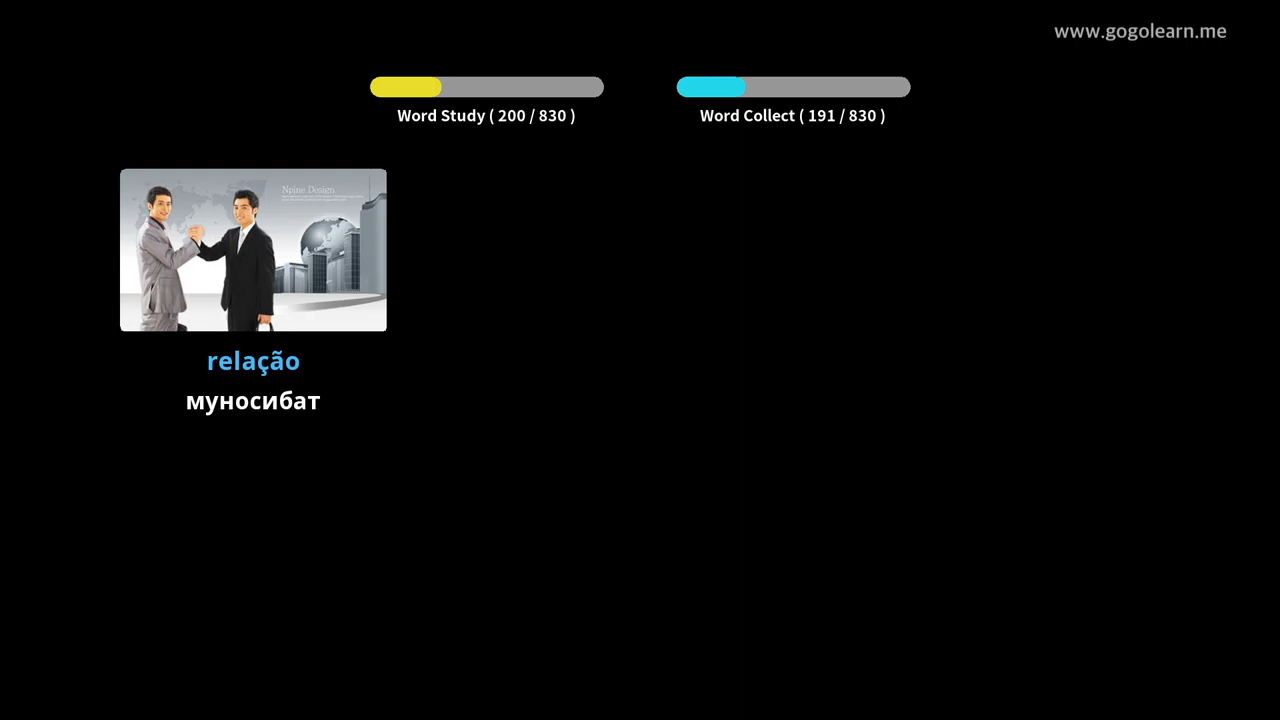 www.gogolearn.me
Word Study ( 200 / 830 )
Word Collect ( 191 / 830 )
Npine Design
relação
муносибат